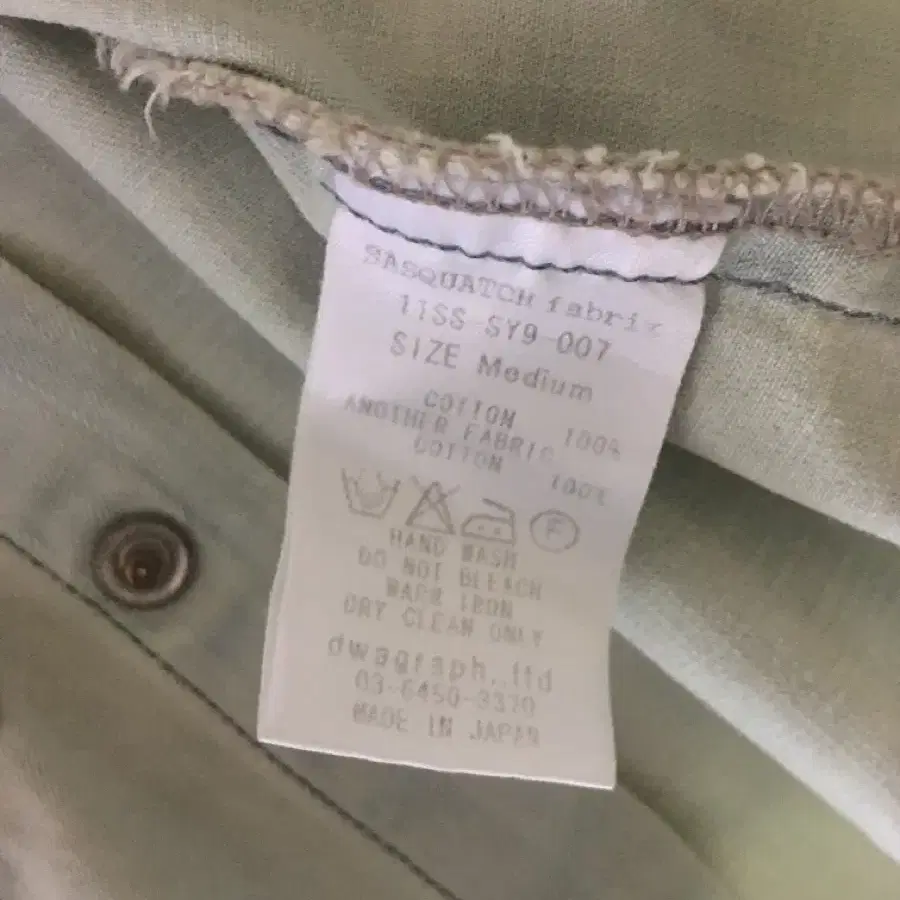 SASQUATCH fabrix
11SS-SY9-007
SIZE Medium
COTTON 100%
ANOTHER FABRIC
COTTON 100%
F
HAND WASH
DO NOT BLEACH
WARM IRON
DRY CLEAN ONLY
dwagraph.,ltd
03-6450-3370
MADE IN JAPAN